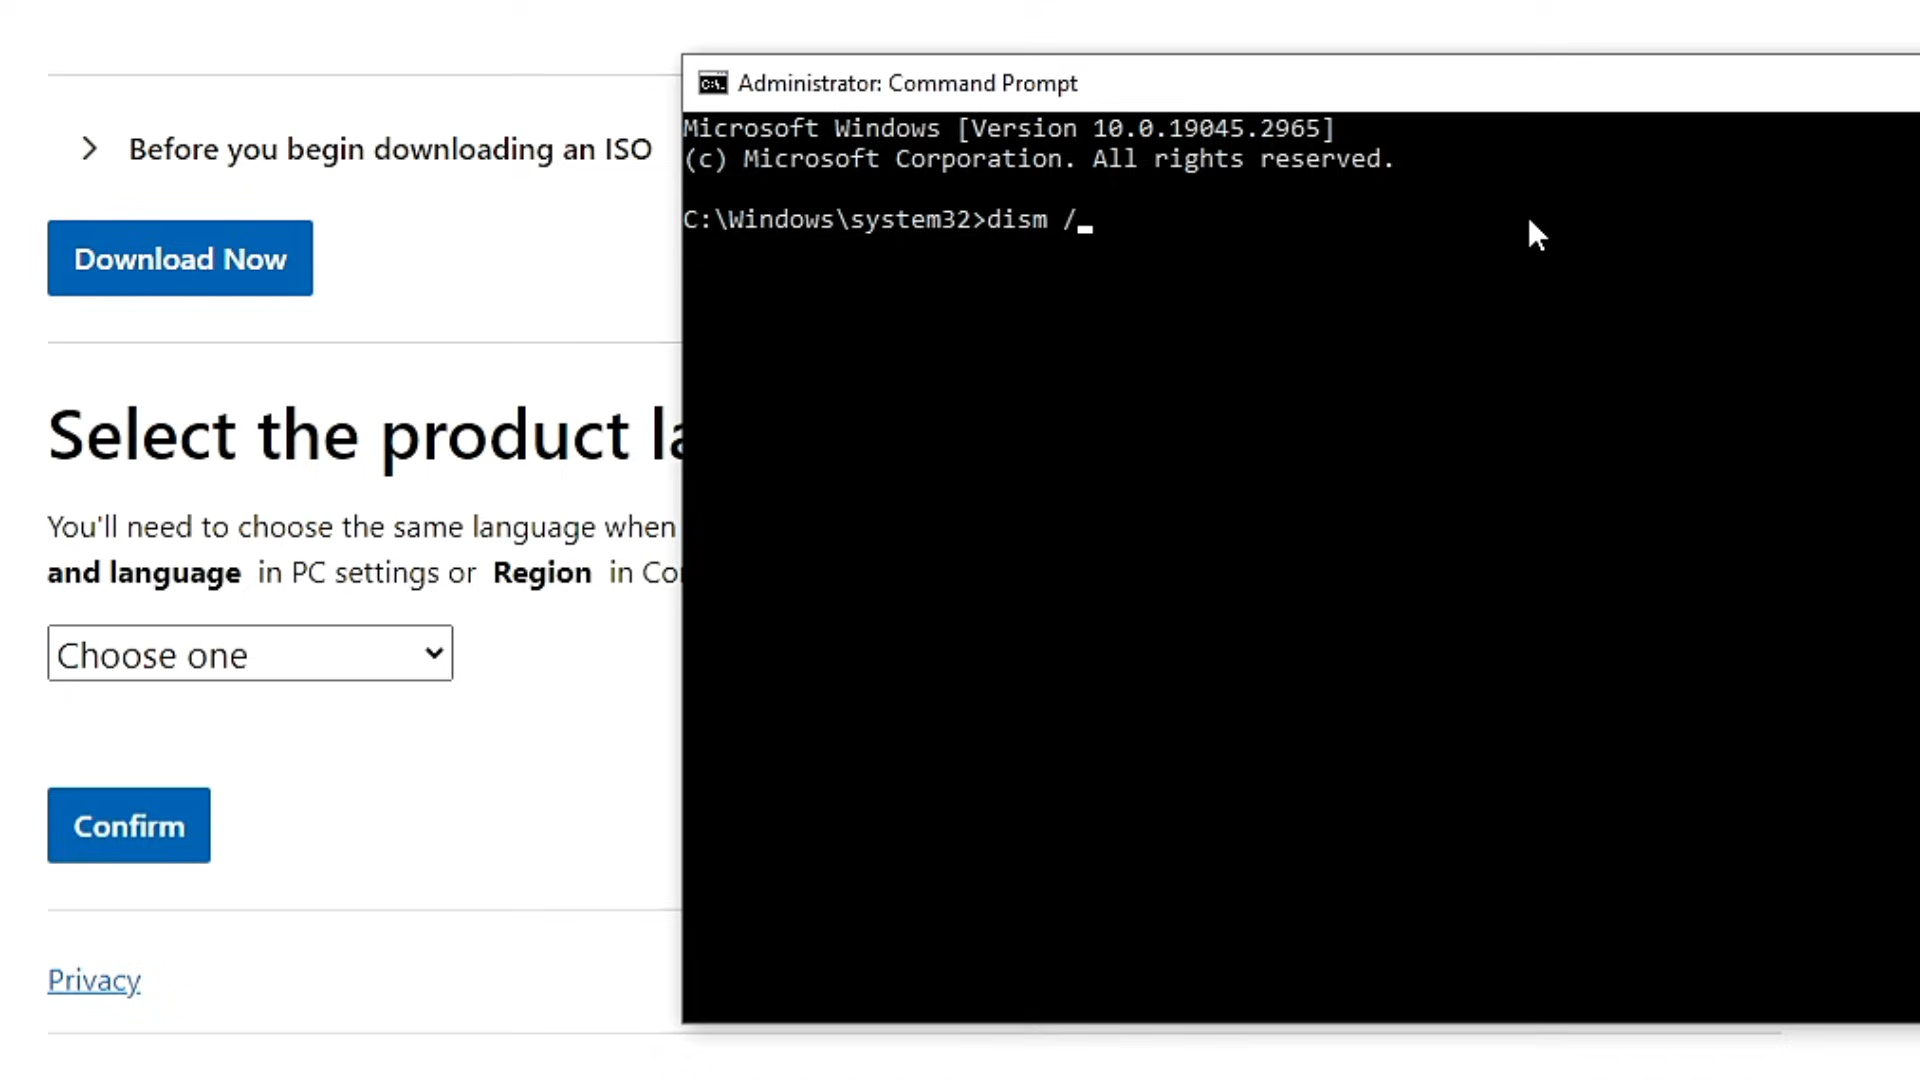 Before you begin downloading an ISO
Download Now
Select the product la
You'll need to choose the same language when
and language in PC settings or Region in Co
Choose one
Confirm
Privacy
Administrator: Command Prompt
Microsoft Windows [Version 10.0.19045.2965]
(c) Microsoft Corporation. All rights reserved.
C:\Windows\system32>dism /_